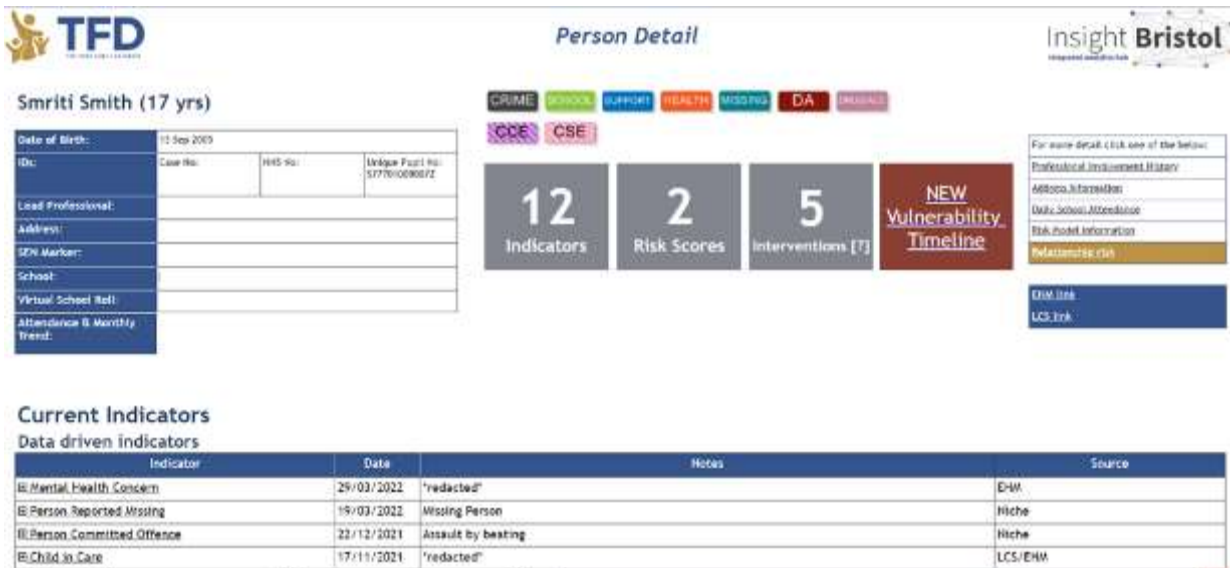 TFD
Person Detail
Insight Bristol
Smriti Smith (17 yrs)
CRIME SCHOOL SUPPORT HEALTH MISSING DA
CCE CSE
Date of Birth:
IDs: Case No: NHS No: Unique Pupil No:
Lead Professional:
Address:
SEN Marker:
School:
Virtual School Roll:
Attendance & Monthly
Trend:
12
Indicators
2
Risk Scores
5
Interventions [?]
NEW
Vulnerability
Timeline
For more detail click one of the below:
Professional Involvement History
Address Information
Daily School Attendance
Risk Model Information
Relationship risk
EHM link
LCS link
Current Indicators
Data driven indicators
Indicator Date Notes Source
Mental Health Concern 29/03/2022 "redacted" EHM
Person Reported Missing 19/03/2022 Missing Person Niche
Person Committed Offence 22/12/2021 Assault by beating Niche
Child in Care 17/11/2021 "redacted" LCS/EHM